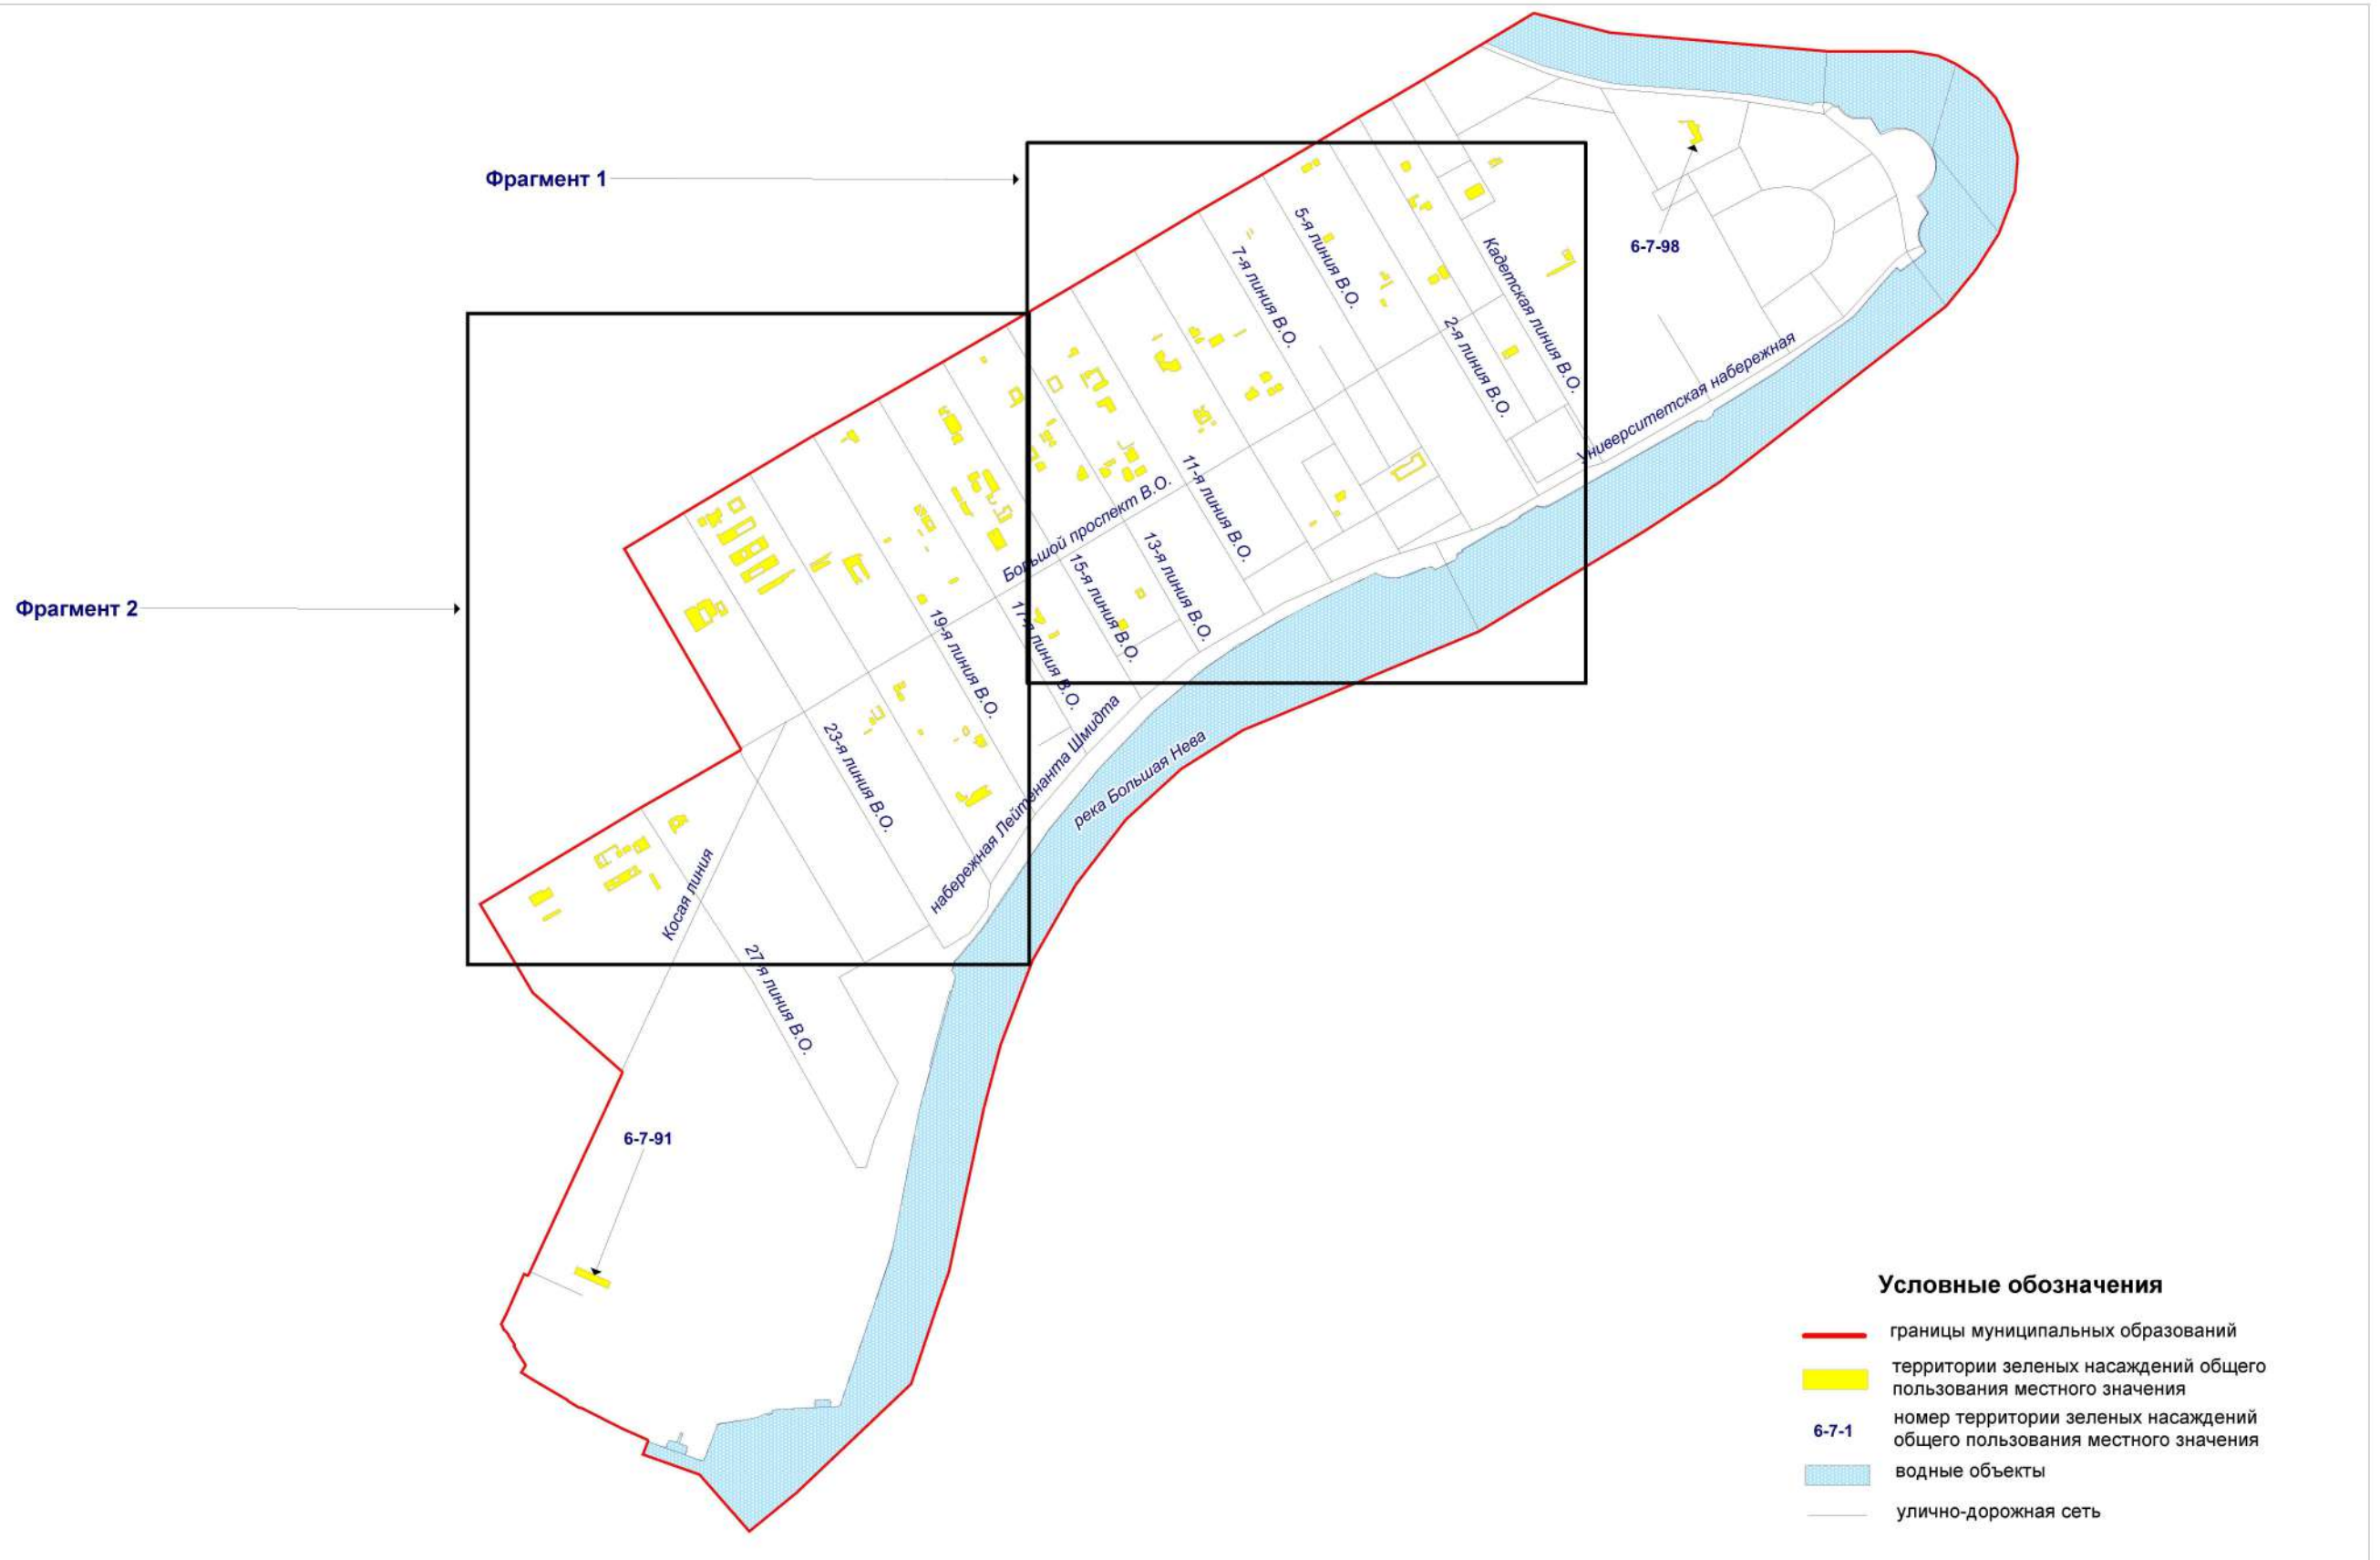 Фрагмент 1
5-я линия В.О.
7-я линия В.О.
Кадетская линия В.О.
6-7-98
2-я линия В.О.
Университетская набережная
11-я линия В.О.
Большой проспект В.О.
13-я линия В.О.
15-я линия В.О.
17-я линия В.О.
Фрагмент 2
19-я линия В.О.
23-я линия В.О.
набережная Лейтенанта Шмидта
река Большая Нева
Косая линия
27-я линия В.О.
6-7-91
Условные обозначения
границы муниципальных образований
территории зеленых насаждений общего
пользования местного значения
6-7-1
номер территории зеленых насаждений
общего пользования местного значения
водные объекты
улично-дорожная сеть